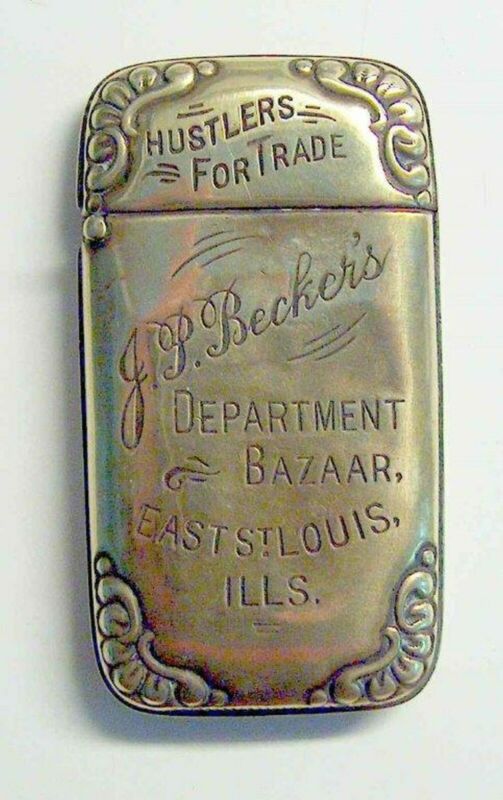 HUSTLERS
FOR TRADE
J. P. Becker's
DEPARTMENT
BAZAAR,
EAST ST. LOUIS,
ILLS.